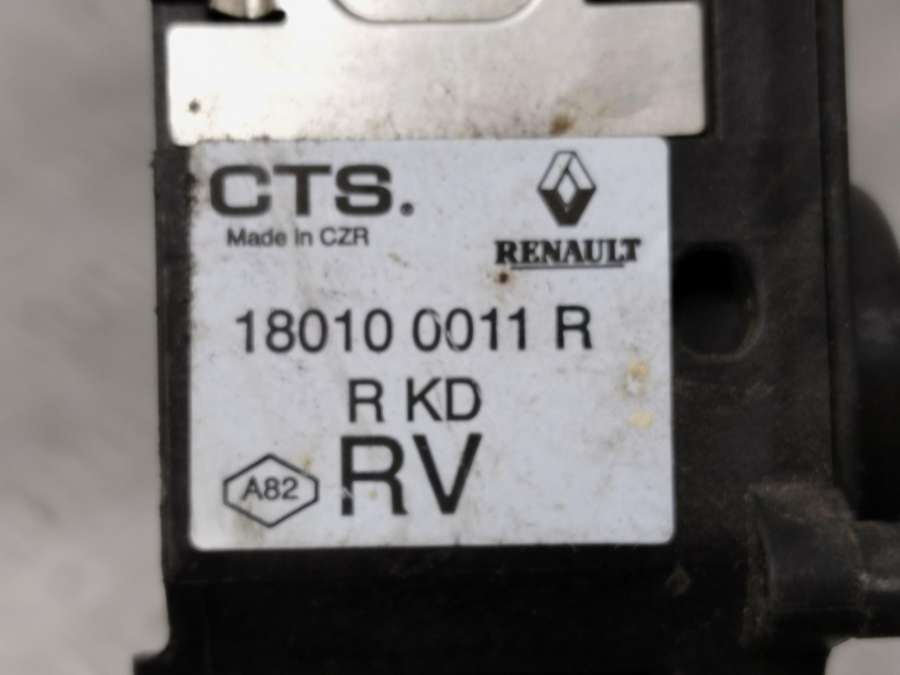 CTS.
Made in CZR
RENAULT
18010 0011 R
R KD
RV
A82